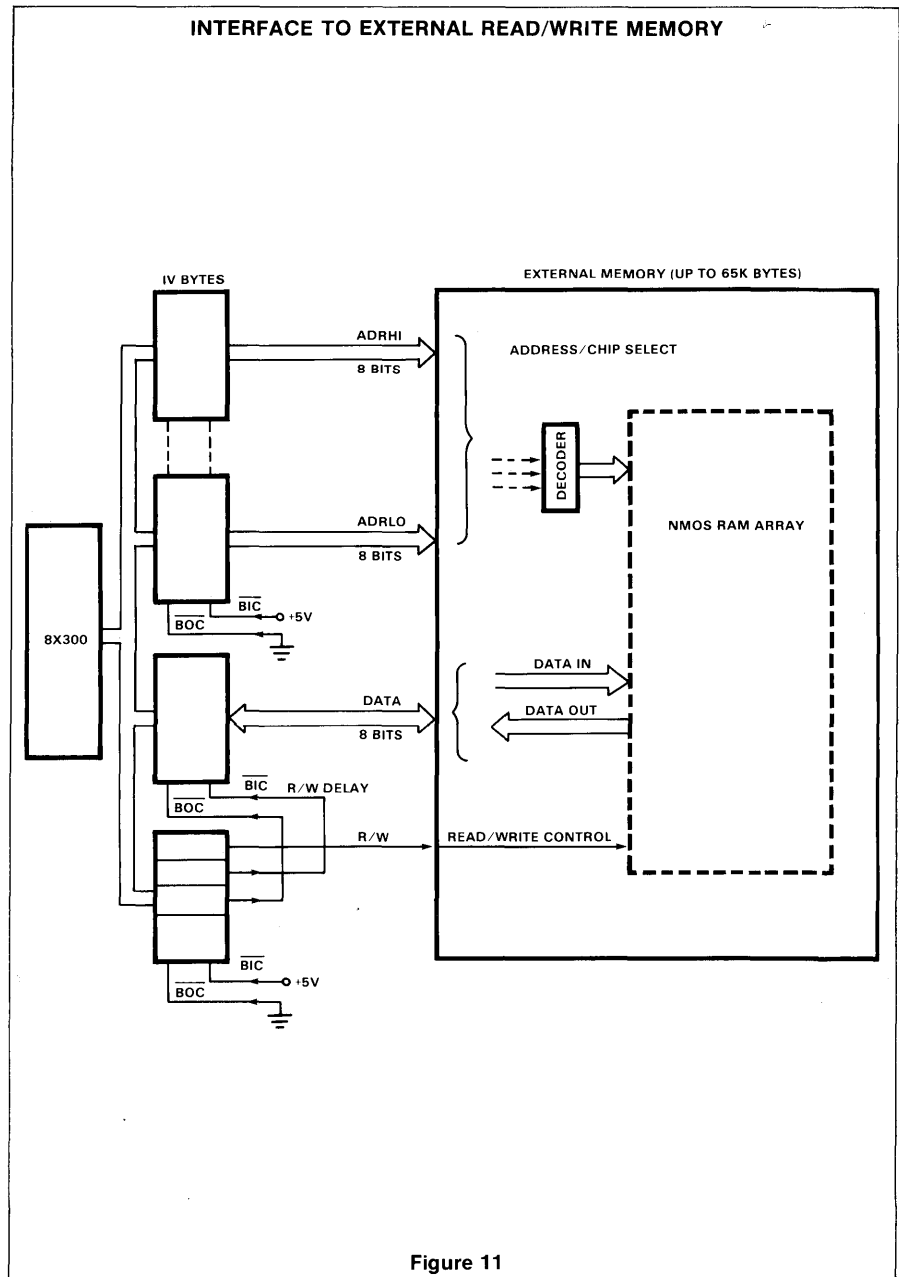 INTERFACE TO EXTERNAL READ/WRITE MEMORY
IV BYTES
EXTERNAL MEMORY (UP TO 65K BYTES)
ADRHI
8 BITS
ADDRESS/CHIP SELECT
DECODER
NMOS RAM ARRAY
ADRLO
8 BITS
BIC
+5V
BOC
8X300
DATA
8 BITS
DATA IN
DATA OUT
BIC
R/W DELAY
BOC
R/W
READ/WRITE CONTROL
BIC
+5V
BOC
Figure 11